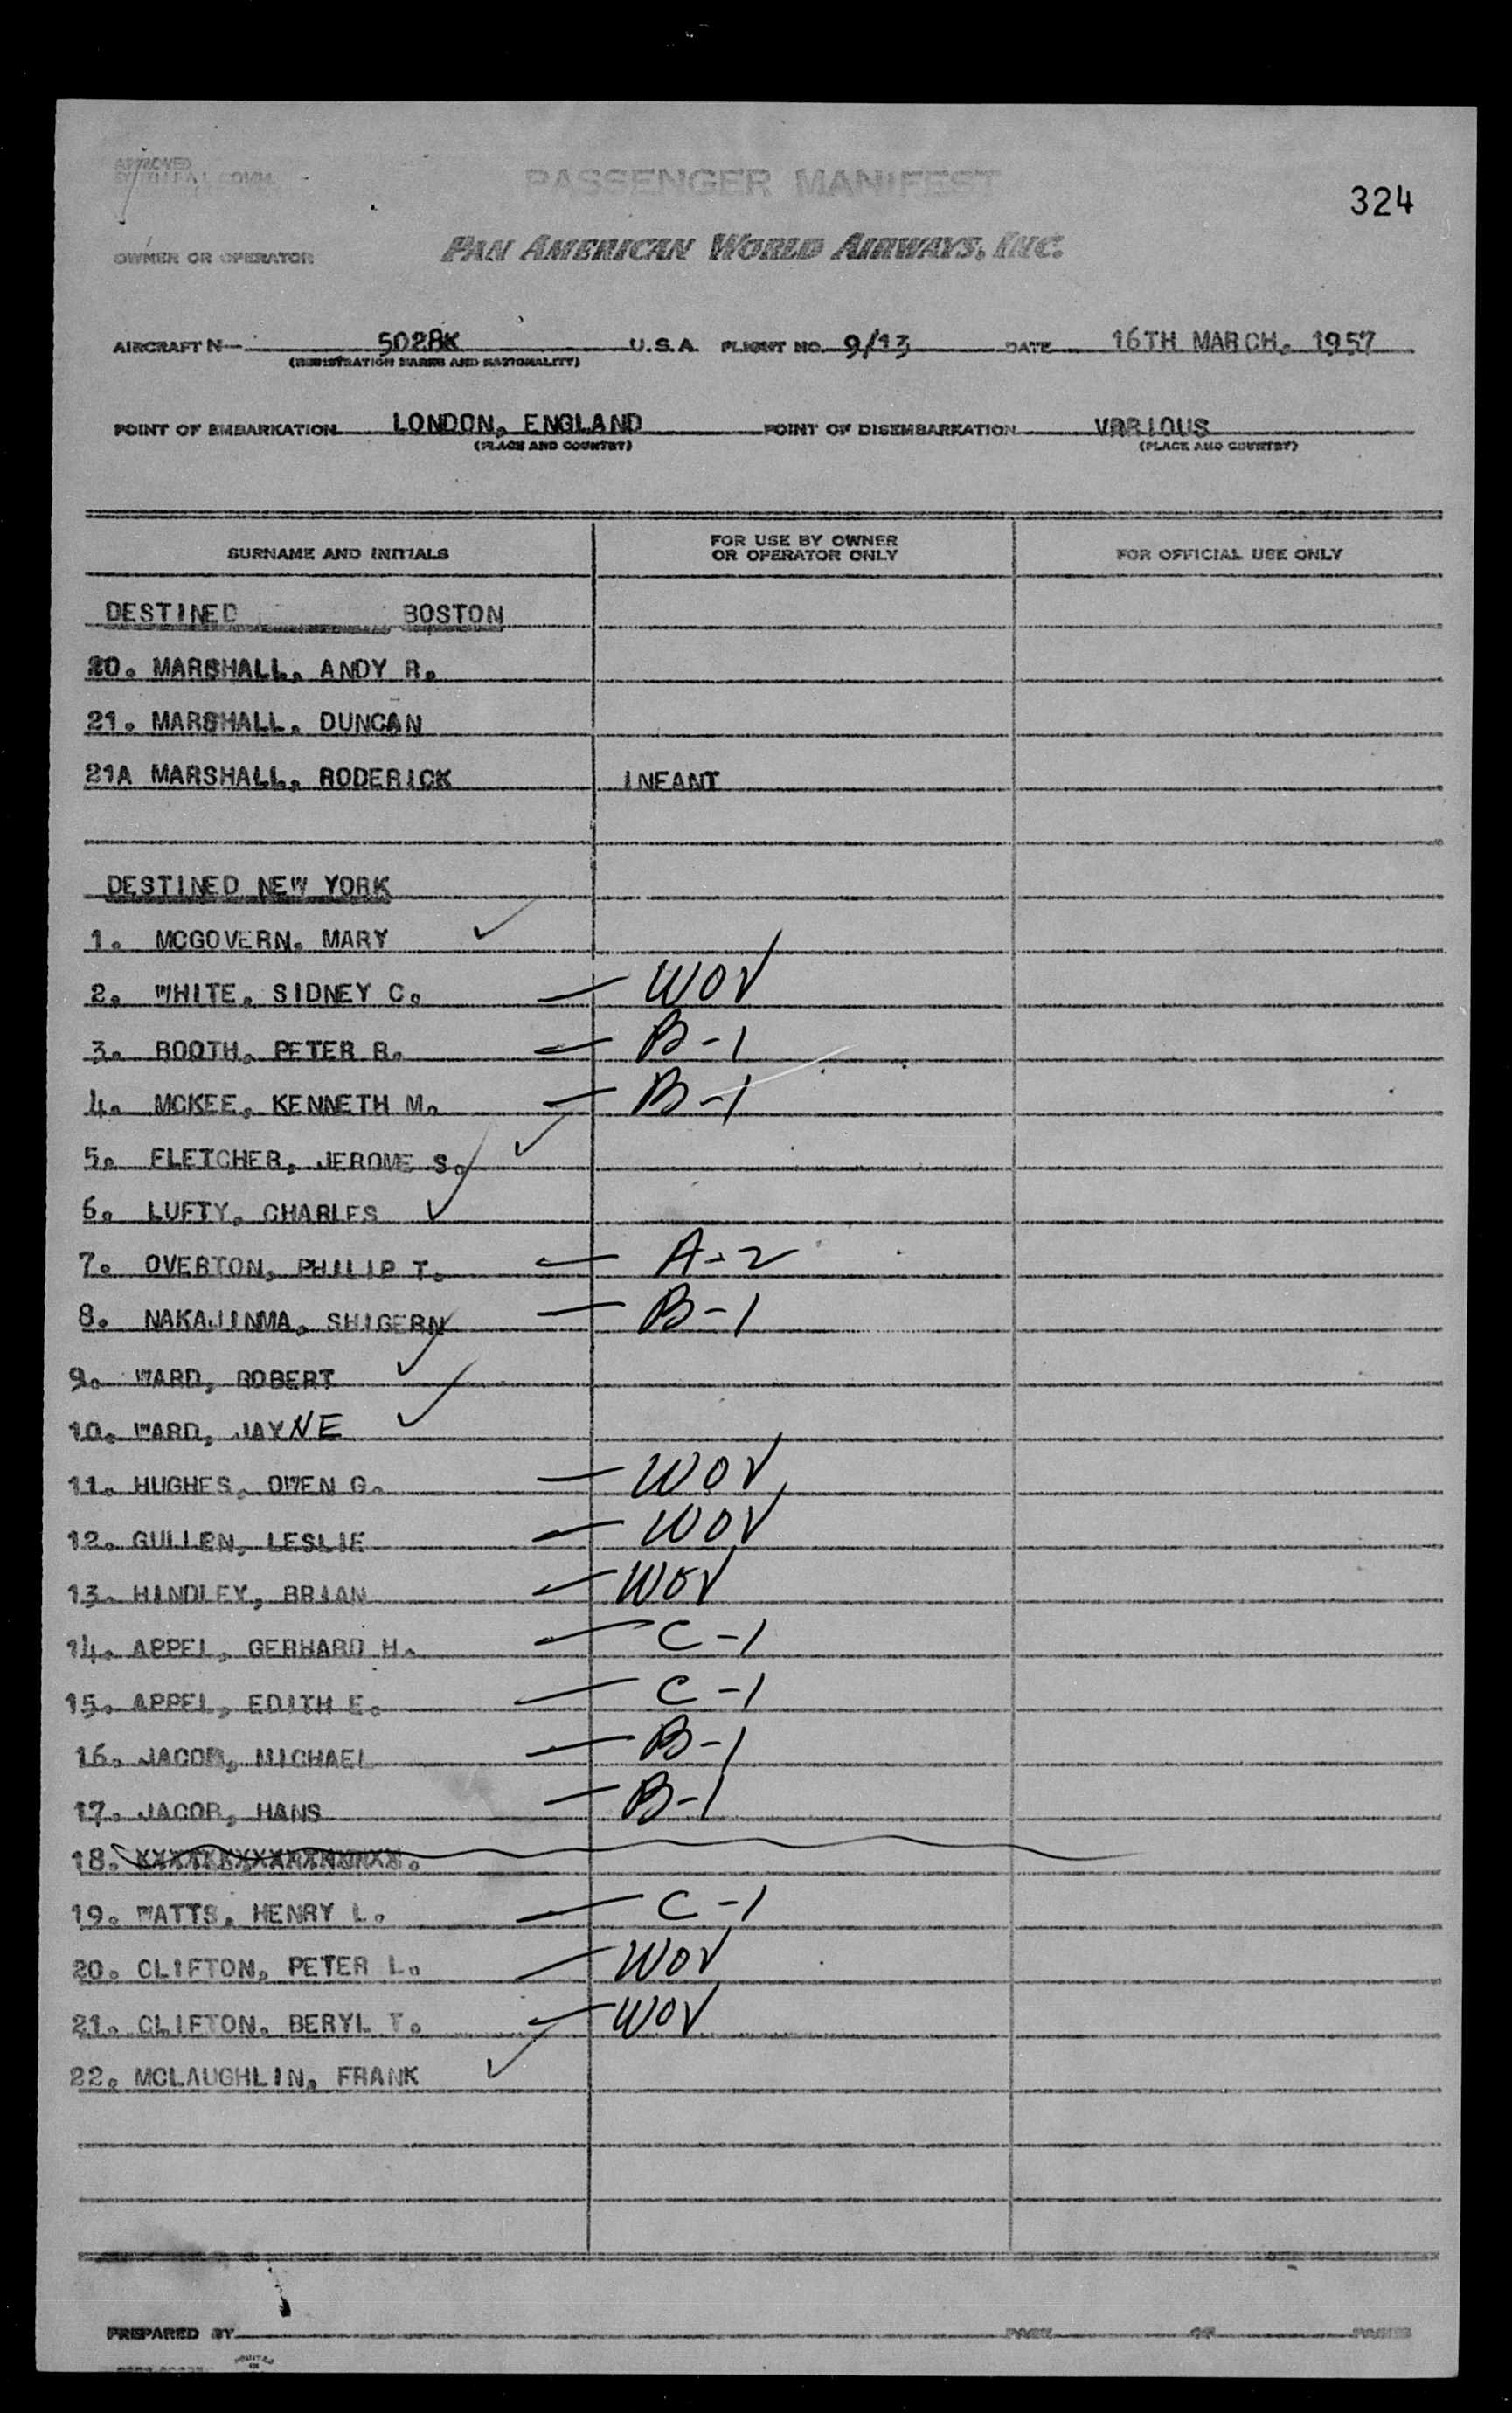 APPROVED
PASSENGER MANIFEST
324
OWNER OR OPERATOR PAN AMERICAN WORLD AIRWAYS, INC.
AIRCRAFT N 5028K U.S.A. FLIGHT NO. 9/13 DATE 16TH MARCH, 1957
(REGISTRATION MARKS AND NATIONALITY)
POINT OF EMBARKATION LONDON, ENGLAND POINT OF DISEMBARKATION VARIOUS
(PLACE AND COUNTRY) (PLACE AND COUNTRY)
SURNAME AND INITIALS FOR USE BY OWNER OR OPERATOR ONLY FOR OFFICIAL USE ONLY
DESTINED BOSTON
20. MARSHALL, ANDY R.
21. MARSHALL, DUNCAN
21A MARSHALL, RODERICK INFANT
DESTINED NEW YORK
1. MCGOVERN, MARY ✓
2. WHITE, SIDNEY C. — WOV
3. BOOTH, PETER B. — B-1
4. MCKEE, KENNETH M. — B-1
5. FLETCHER, JEROME S. ✓
6. LUFTY, CHARLES ✓
7. OVERTON, PHILIP T. — A-2
8. NAKAJINMA, SHIGERN — B-1
9. WARD, ROBERT ✓
10. WARD, JAYNE ✓
11. HUGHES, OWEN G. — WOV
12. GULLEN, LESLIE — WOV
13. HINDLEY, BRIAN — WOV
14. APPEL, GERHARD H. — C-1
15. APPEL, EDITH E. — C-1
16. JACOB, MICHAEL — B-1
17. JACOB, HANS — B-1
18.
19. WATTS, HENRY L. — C-1
20. CLIFTON, PETER L. — WOV
21. CLIFTON, BERYL T. — WOV
22. MCLAUGHLIN, FRANK ✓
PREPARED BY PAGE OF PAGES